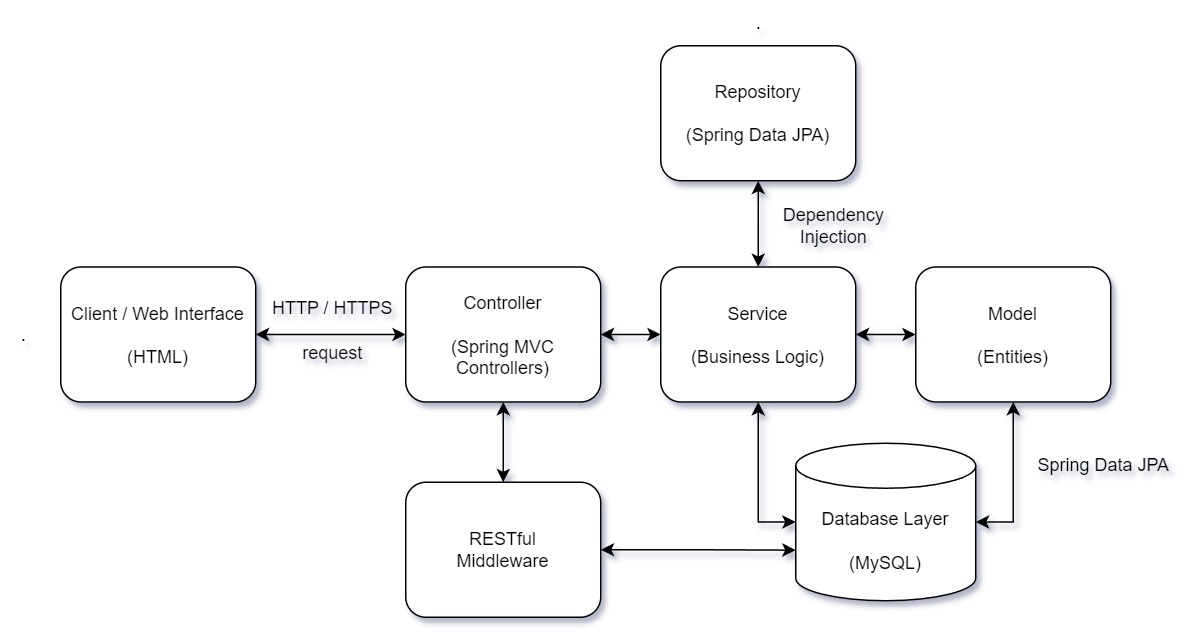 Repository
(Spring Data JPA)
Dependency
Injection
Client / Web Interface
(HTML)
HTTP / HTTPS
request
Controller
(Spring MVC
Controllers)
Service
(Business Logic)
Model
(Entities)
Spring Data JPA
RESTful
Middleware
Database Layer
(MySQL)